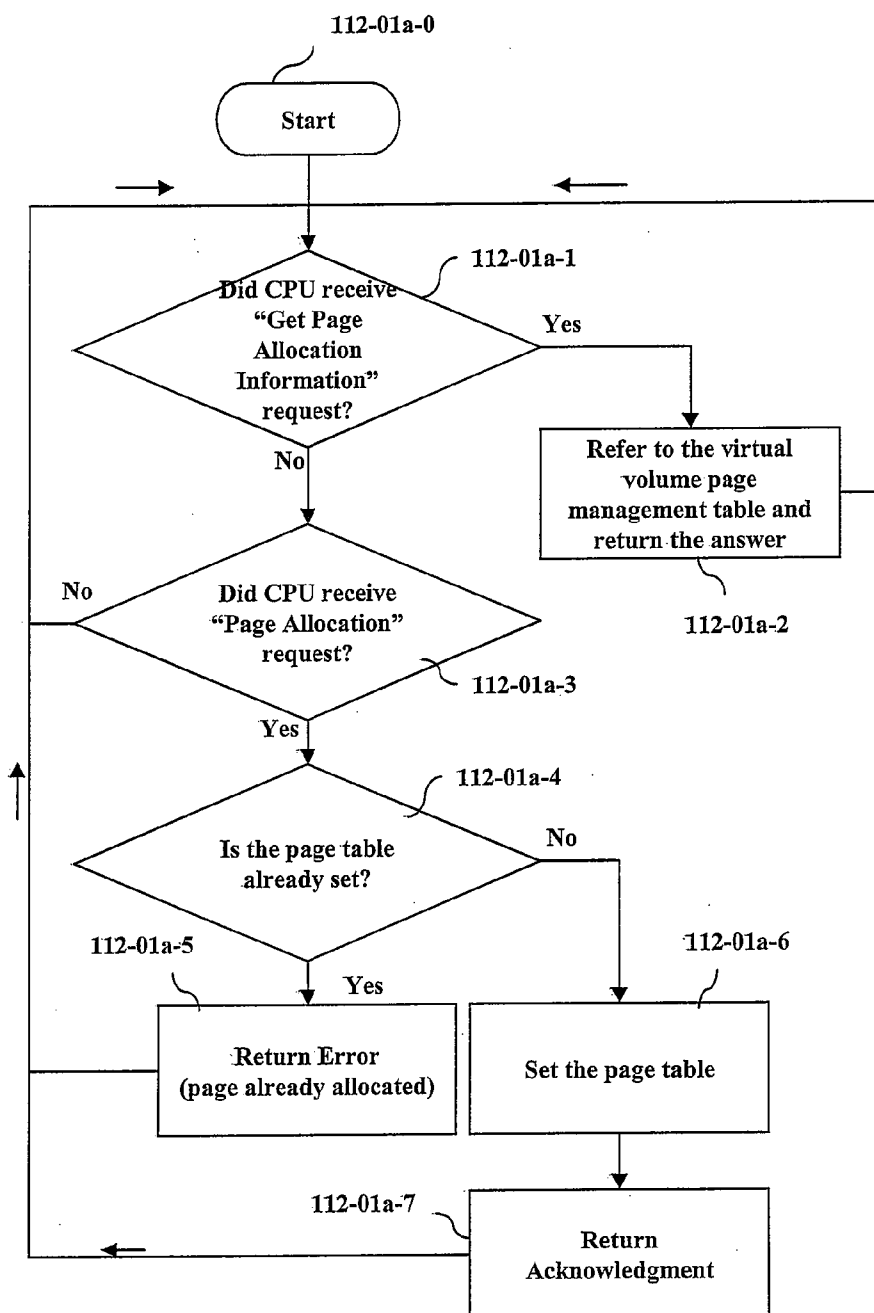 112-01a-0
Start
112-01a-1
Did CPU receive
“Get Page
Allocation
Information”
request?
Yes
No
Refer to the virtual
volume page
management table and
return the answer
112-01a-2
No
Did CPU receive
“Page Allocation”
request?
112-01a-3
Yes
112-01a-4
Is the page table
already set?
No
112-01a-5
112-01a-6
Yes
Return Error
(page already allocated)
Set the page table
112-01a-7
Return
Acknowledgment